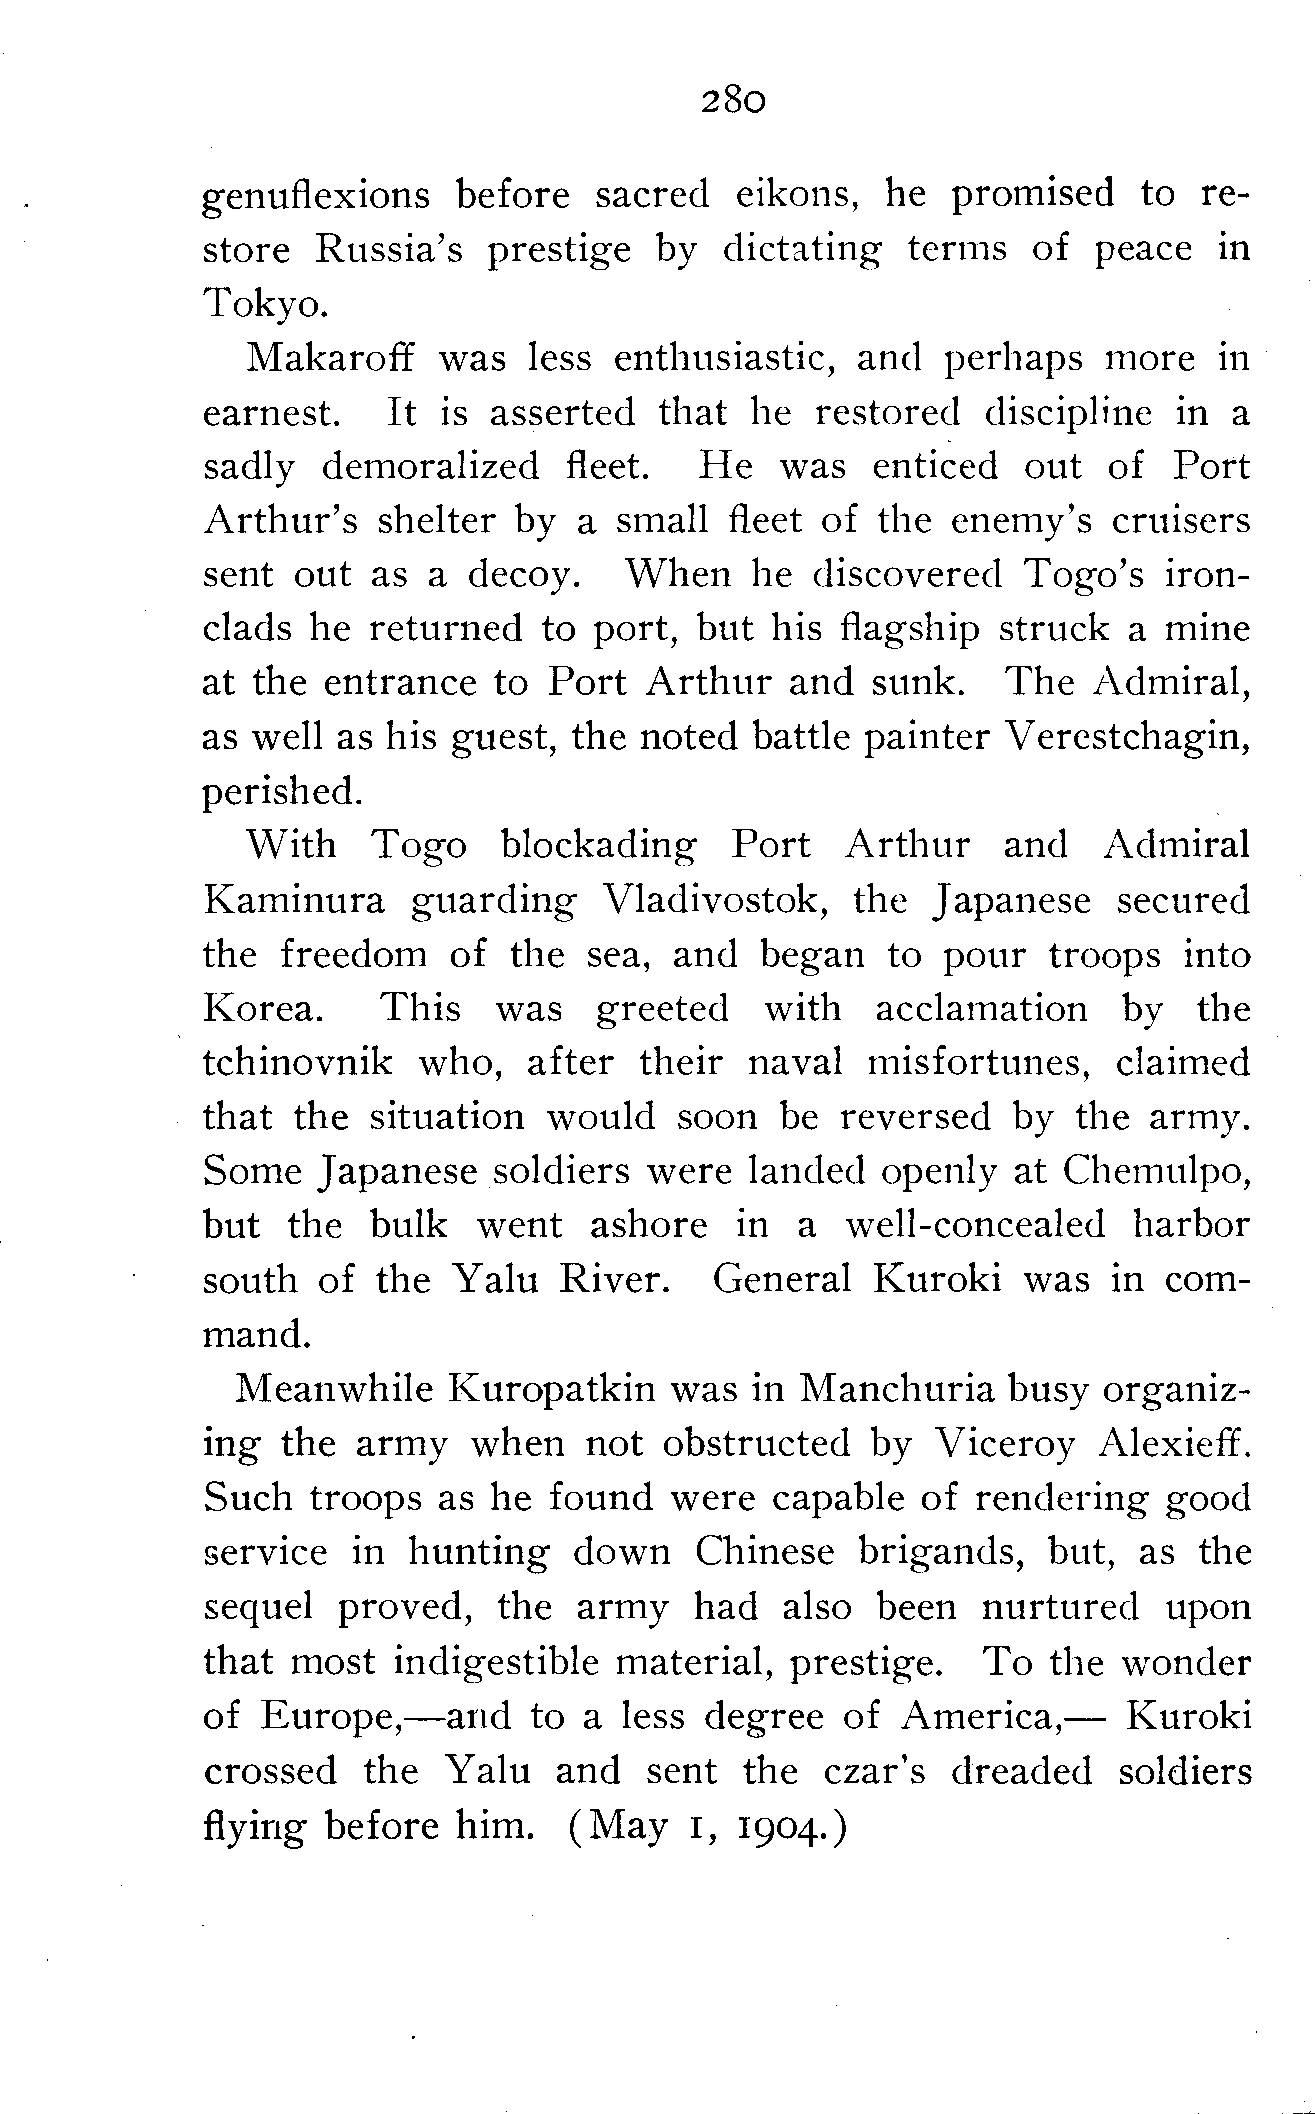 280
genuflexions before sacred eikons, he promised to re-
store Russia's prestige by dictating terms of peace in
Tokyo.
Makaroff was less enthusiastic, and perhaps more in
earnest. It is asserted that he restored discipline in a
sadly demoralized fleet. He was enticed out of Port
Arthur's shelter by a small fleet of the enemy's cruisers
sent out as a decoy. When he discovered Togo's iron-
clads he returned to port, but his flagship struck a mine
at the entrance to Port Arthur and sunk. The Admiral,
as well as his guest, the noted battle painter Verestchagin,
perished.
With Togo blockading Port Arthur and Admiral
Kaminura guarding Vladivostok, the Japanese secured
the freedom of the sea, and began to pour troops into
Korea. This was greeted with acclamation by the
tchinovnik who, after their naval misfortunes, claimed
that the situation would soon be reversed by the army.
Some Japanese soldiers were landed openly at Chemulpo,
but the bulk went ashore in a well-concealed harbor
south of the Yalu River. General Kuroki was in com-
mand.
Meanwhile Kuropatkin was in Manchuria busy organiz-
ing the army when not obstructed by Viceroy Alexieff.
Such troops as he found were capable of rendering good
service in hunting down Chinese brigands, but, as the
sequel proved, the army had also been nurtured upon
that most indigestible material, prestige. To the wonder
of Europe,—and to a less degree of America,— Kuroki
crossed the Yalu and sent the czar's dreaded soldiers
flying before him. (May 1, 1904.)